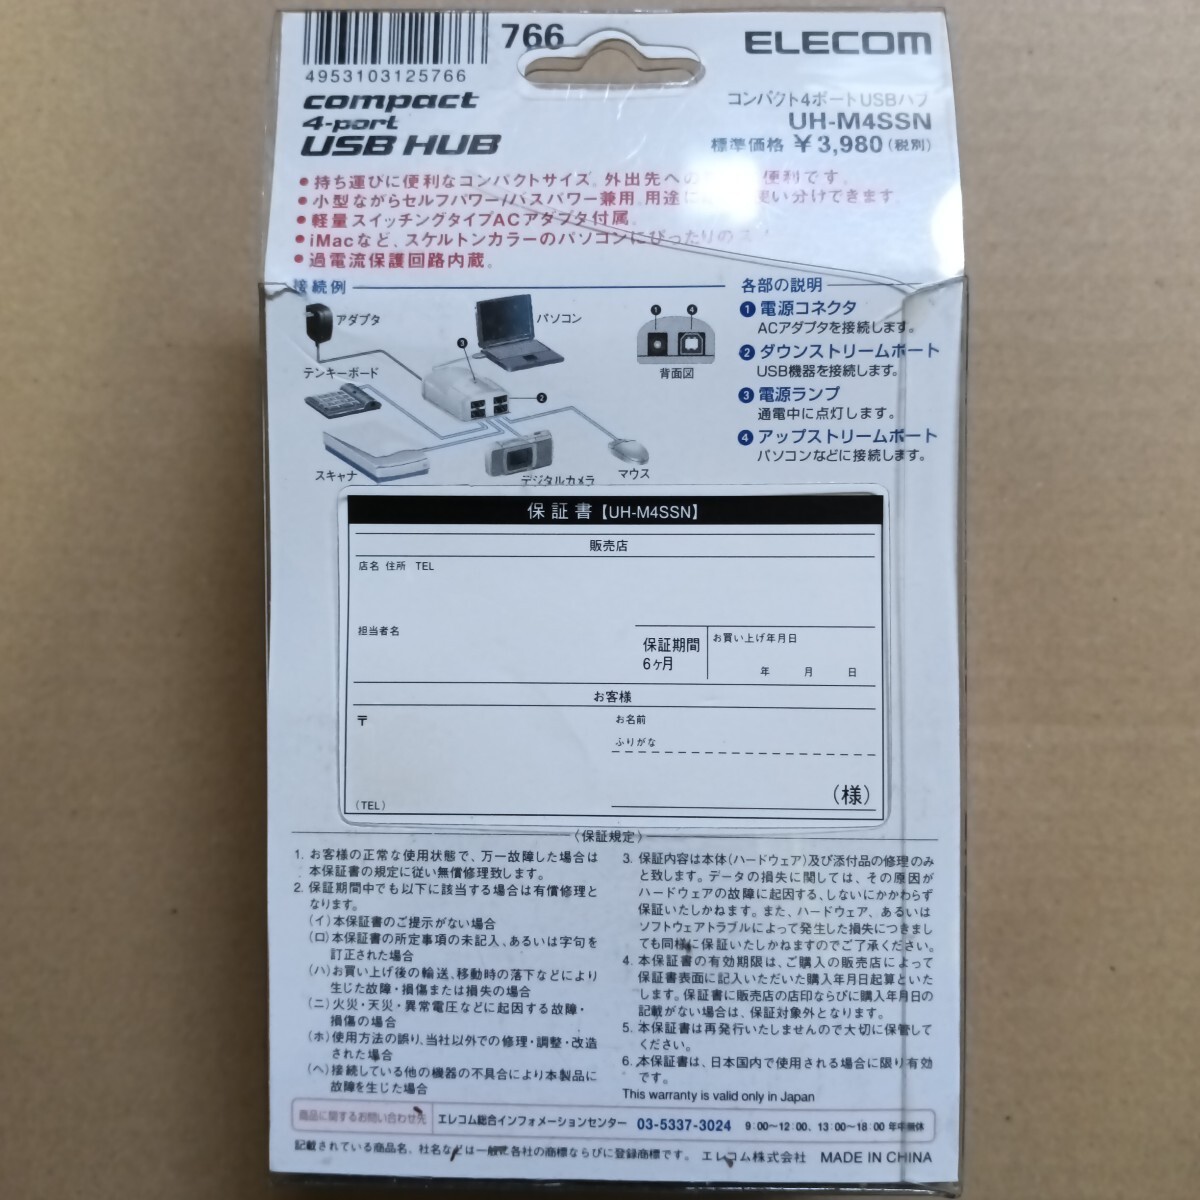 766
4953103125766
ELECOM
compact
4-port
USB HUB
コンパクト4ポートUSBハブ
UH-M4SSN
標準価格 ¥3,980(税別)
●持ち運びに便利なコンパクトサイズ。外出先への 便利です。
●小型ながらセルフパワー/バスパワー兼用。用途に 使い分けできます。
●軽量スイッチングタイプACアダプタ付属。
●iMacなど、スケルトンカラーのパソコンにぴったりの
●過電流保護回路内蔵。
接続例
アダプタ
パソコン
テンキーボード
スキャナ
デジタルカメラ
マウス
❶ ❹
❸
❷
背面図
各部の説明
❶ 電源コネクタ
ACアダプタを接続します。
❷ ダウンストリームポート
USB機器を接続します。
❸ 電源ランプ
通電中に点灯します。
❹ アップストリームポート
パソコンなどに接続します。
保証書【UH-M4SSN】
販売店
店名 住所 TEL
担当者名
保証期間
6ヶ月
お買い上げ年月日
年 月 日
お客様
〒
お名前
ふりがな
(様)
(TEL)
〈保証規定〉
1. お客様の正常な使用状態で、万一故障した場合は
本保証書の規定に従い無償修理致します。
2. 保証期間中でも以下に該当する場合は有償修理と
なります。
(イ)本保証書のご提示がない場合
(ロ)本保証書の所定事項の未記入、あるいは字句を
訂正された場合
(ハ)お買い上げ後の輸送、移動時の落下などにより
生じた故障・損傷または損失の場合
(ニ)火災・天災・異常電圧などに起因する故障・
損傷の場合
(ホ)使用方法の誤り、当社以外での修理・調整・改造
された場合
(ヘ)接続している他の機器の不具合により本製品に
故障を生じた場合
3. 保証内容は本体(ハードウェア)及び添付品の修理のみ
と致します。データの損失に関しては、その原因が
ハードウェアの故障に起因する、しないにかかわらず
保証いたしかねます。また、ハードウェア、あるいは
ソフトウェアトラブルによって発生した損失につきまし
ても同様に保証いたしかねますのでご了承ください。
4. 本保証書の有効期限は、ご購入の販売店によって
保証書表面に記入いただいた購入年月日起算といた
します。保証書に販売店の店印ならびに購入年月日の
記載がない場合は、保証対象外となります。
5. 本保証書は再発行いたしませんので大切に保管して
ください。
6. 本保証書は、日本国内で使用される場合に限り有効
です。
This warranty is valid only in Japan
商品に関するお問い合わせ先 エレコム総合インフォメーションセンター 03-5337-3024 9:00〜12:00、13:00〜18:00 年中無休
記載されている商品名、社名などは一般に各社の商標ならびに登録商標です。 エレコム株式会社 MADE IN CHINA